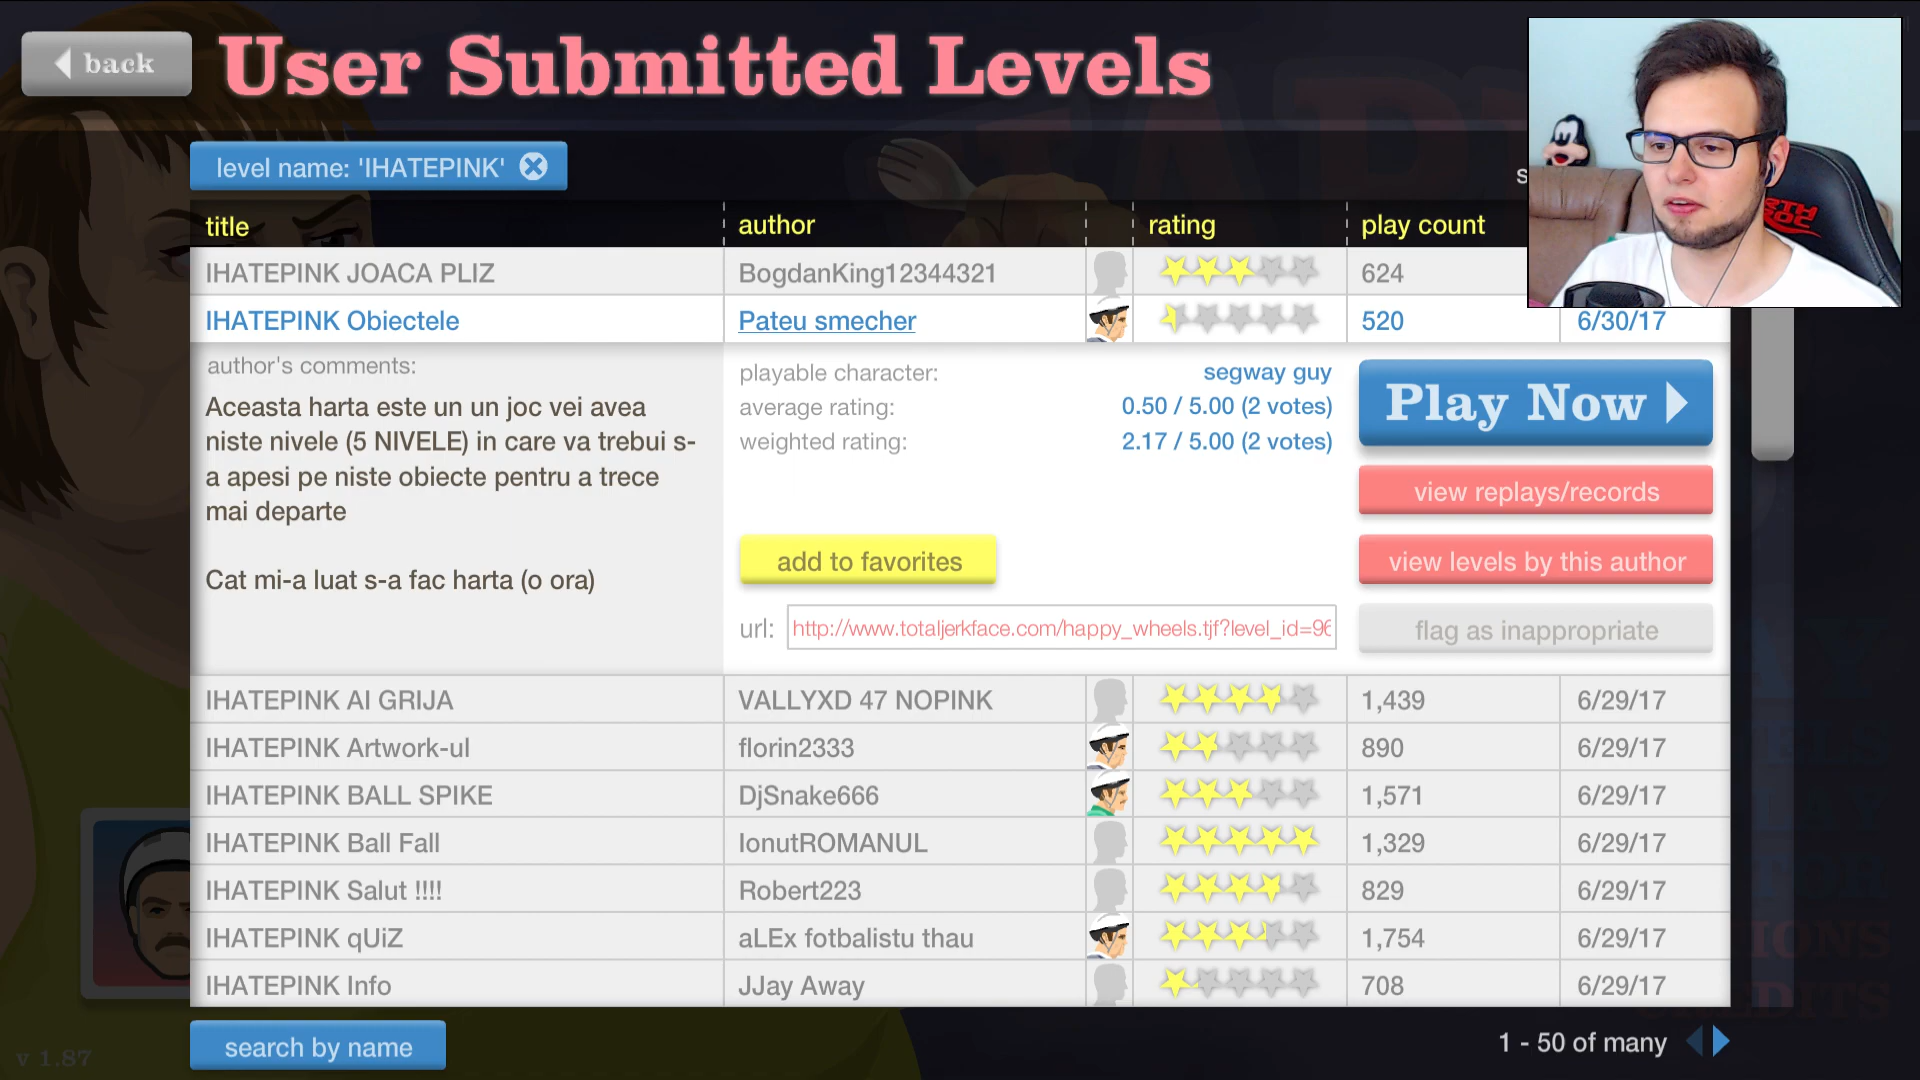 back
User Submitted Levels
level name: 'IHATEPINK'
title author rating play count
IHATEPINK JOACA PLIZ BogdanKing12344321 624
IHATEPINK Obiectele Pateu smecher 520 6/30/17
author's comments:
Aceasta harta este un un joc vei avea
niste nivele (5 NIVELE) in care va trebui s-
a apesi pe niste obiecte pentru a trece
mai departe
Cat mi-a luat s-a fac harta (o ora)
playable character: segway guy
average rating: 0.50 / 5.00 (2 votes)
weighted rating: 2.17 / 5.00 (2 votes)
add to favorites
url: http://www.totaljerkface.com/happy_wheels.tjf?level_id=96
Play Now
view replays/records
view levels by this author
flag as inappropriate
IHATEPINK AI GRIJA VALLYXD 47 NOPINK 1,439 6/29/17
IHATEPINK Artwork-ul florin2333 890 6/29/17
IHATEPINK BALL SPIKE DjSnake666 1,571 6/29/17
IHATEPINK Ball Fall IonutROMANUL 1,329 6/29/17
IHATEPINK Salut !!!! Robert223 829 6/29/17
IHATEPINK qUiZ aLEx fotbalistu thau 1,754 6/29/17
IHATEPINK Info JJay Away 708 6/29/17
search by name
1 - 50 of many
v 1.87